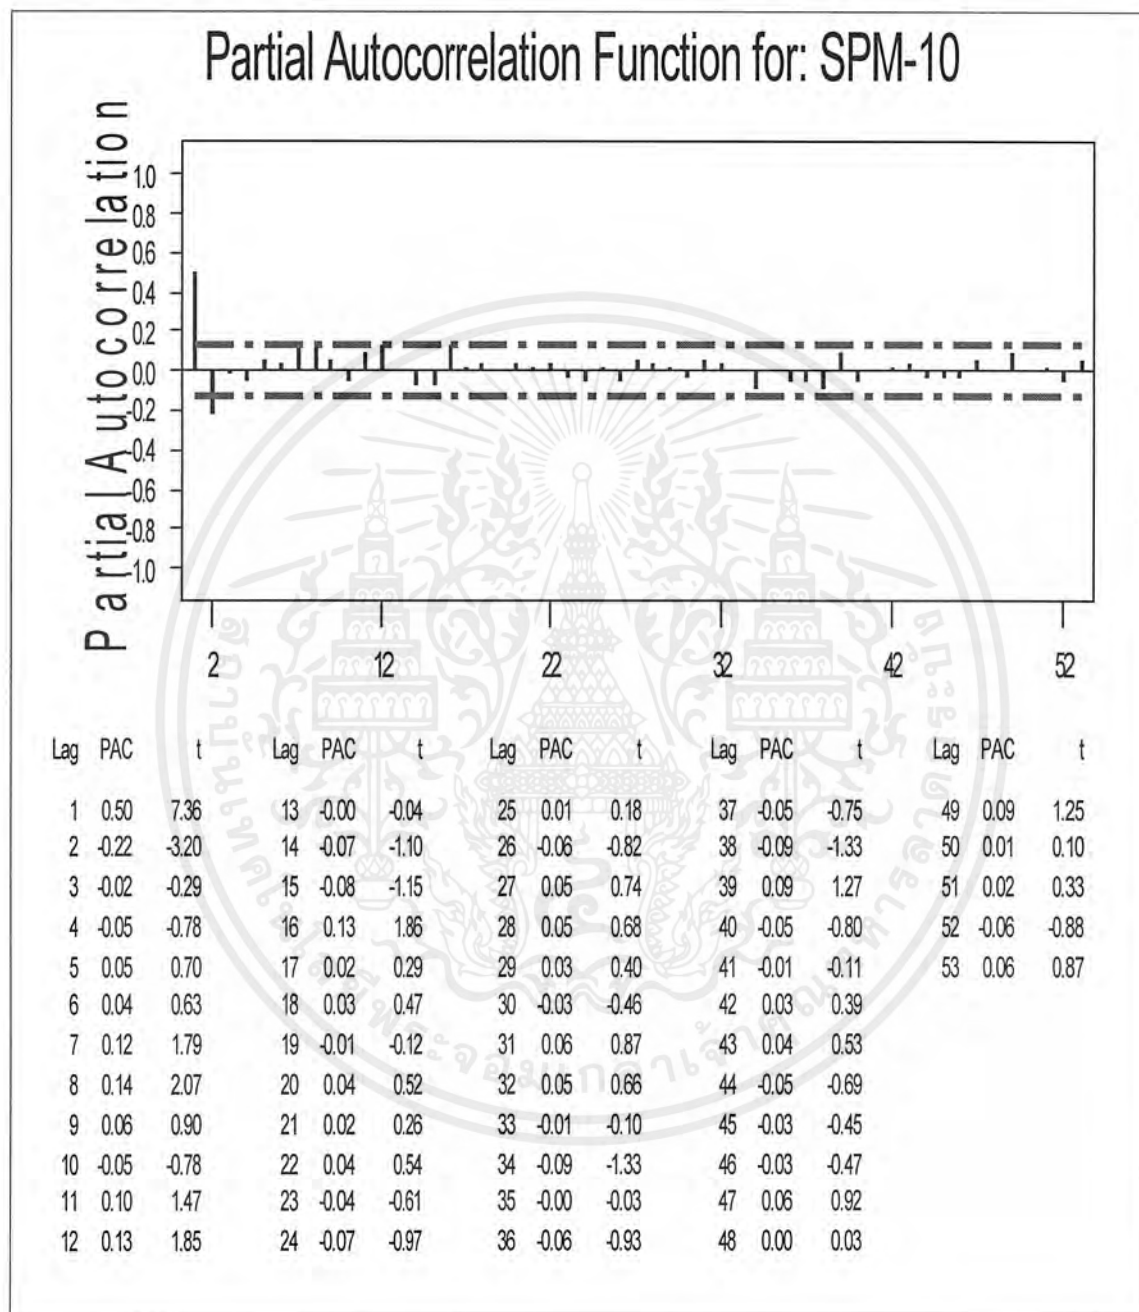 Partial Autocorrelation Function for: SPM-10
Partial Autocorrelation
1.0
0.8
0.6
0.4
0.2
0.0
-0.2
-0.4
-0.6
-0.8
-1.0
2 12 22 32 42 52
Lag PAC t Lag PAC t Lag PAC t Lag PAC t Lag PAC t
1 0.50 7.36 13 -0.00 -0.04 25 0.01 0.18 37 -0.05 -0.75 49 0.09 1.25
2 -0.22 -3.20 14 -0.07 -1.10 26 -0.06 -0.82 38 -0.09 -1.33 50 0.01 0.10
3 -0.02 -0.29 15 -0.08 -1.15 27 0.05 0.74 39 0.09 1.27 51 0.02 0.33
4 -0.05 -0.78 16 0.13 1.86 28 0.05 0.68 40 -0.05 -0.80 52 -0.06 -0.88
5 0.05 0.70 17 0.02 0.29 29 0.03 0.40 41 -0.01 -0.11 53 0.06 0.87
6 0.04 0.63 18 0.03 0.47 30 -0.03 -0.46 42 0.03 0.39
7 0.12 1.79 19 -0.01 -0.12 31 0.06 0.87 43 0.04 0.53
8 0.14 2.07 20 0.04 0.52 32 0.05 0.66 44 -0.05 -0.69
9 0.06 0.90 21 0.02 0.26 33 -0.01 -0.10 45 -0.03 -0.45
10 -0.05 -0.78 22 0.04 0.54 34 -0.09 -1.33 46 -0.03 -0.47
11 0.10 1.47 23 -0.04 -0.61 35 -0.00 -0.03 47 0.06 0.92
12 0.13 1.85 24 -0.07 -0.97 36 -0.06 -0.93 48 0.00 0.03